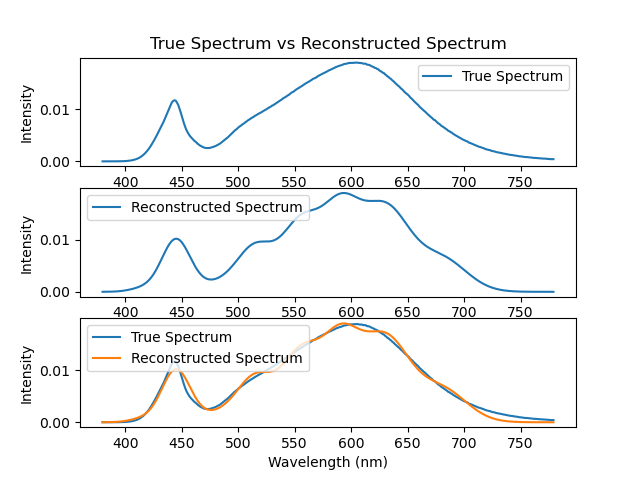 True Spectrum vs Reconstructed Spectrum
Intensity
0.01
0.00
True Spectrum
400 450 500 550 600 650 700 750
Intensity
0.01
0.00
Reconstructed Spectrum
400 450 500 550 600 650 700 750
Intensity
0.01
0.00
True Spectrum
Reconstructed Spectrum
400 450 500 550 600 650 700 750
Wavelength (nm)